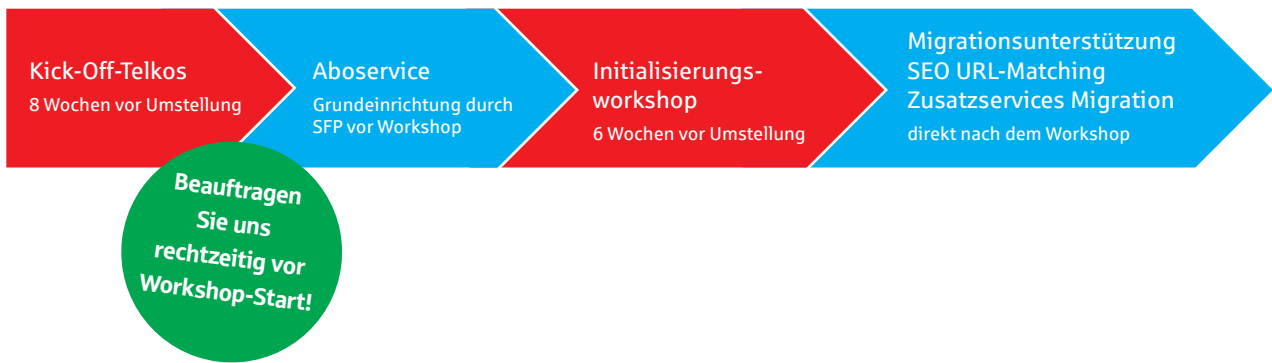 Kick-Off-Telkos
8 Wochen vor Umstellung
Aboservice
Grundeinrichtung durch
SFP vor Workshop
Initialisierungs-
workshop
6 Wochen vor Umstellung
Migrationsunterstützung
SEO URL-Matching
Zusatzservices Migration
direkt nach dem Workshop
Beauftragen
Sie uns
rechtzeitig vor
Workshop-Start!